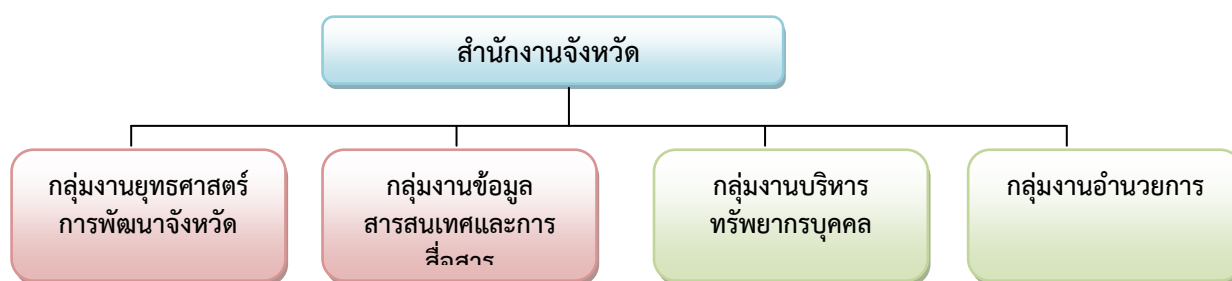 สำนักงานจังหวัด
กลุ่มงานยุทธศาสตร์
การพัฒนาจังหวัด
กลุ่มงานข้อมูล
สารสนเทศและการ
สื่อสาร
กลุ่มงานบริหาร
ทรัพยากรบุคคล
กลุ่มงานอำนวยการ